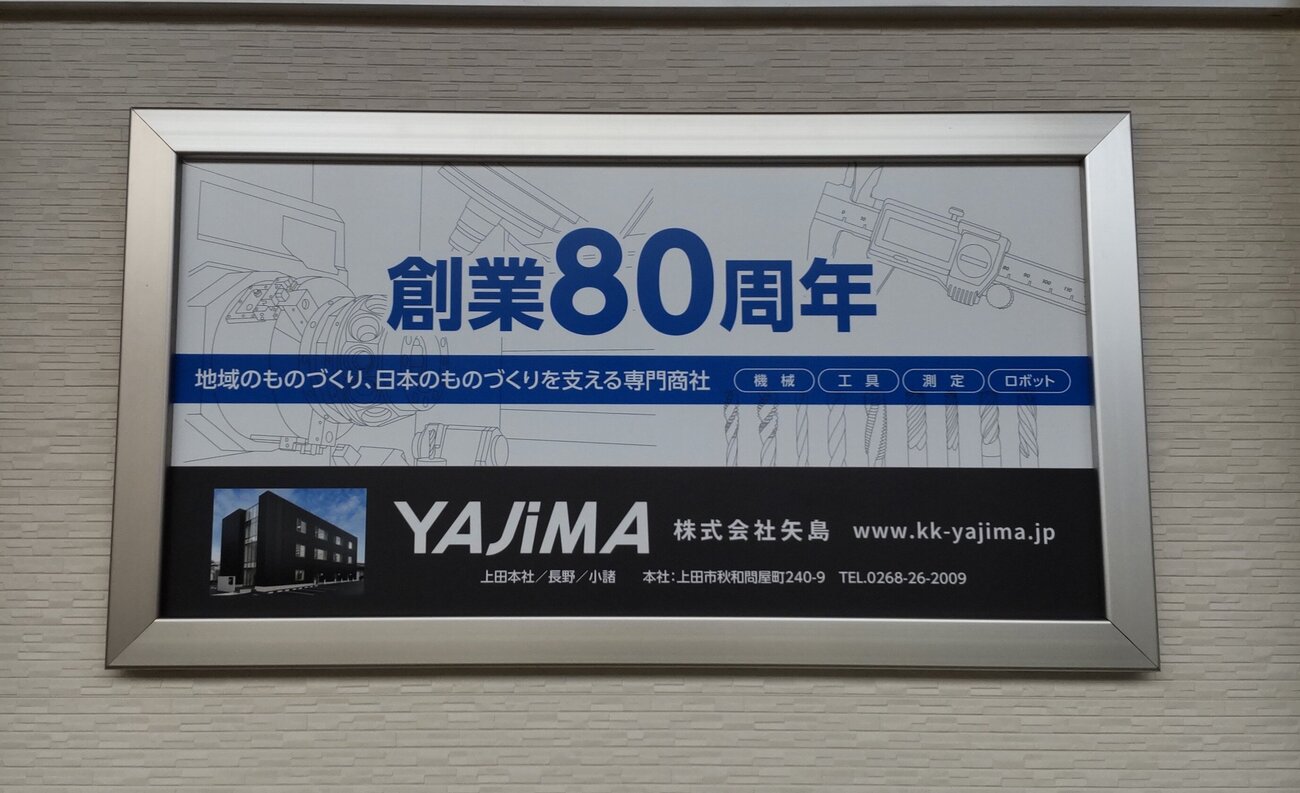 創業80周年
地域のものづくり、日本のものづくりを支える専門商社 機械 工具 測定 ロボット
YAJiMA 株式会社矢島 www.kk-yajima.jp
上田本社／長野／小諸 本社：上田市秋和問屋町240-9 TEL.0268-26-2009